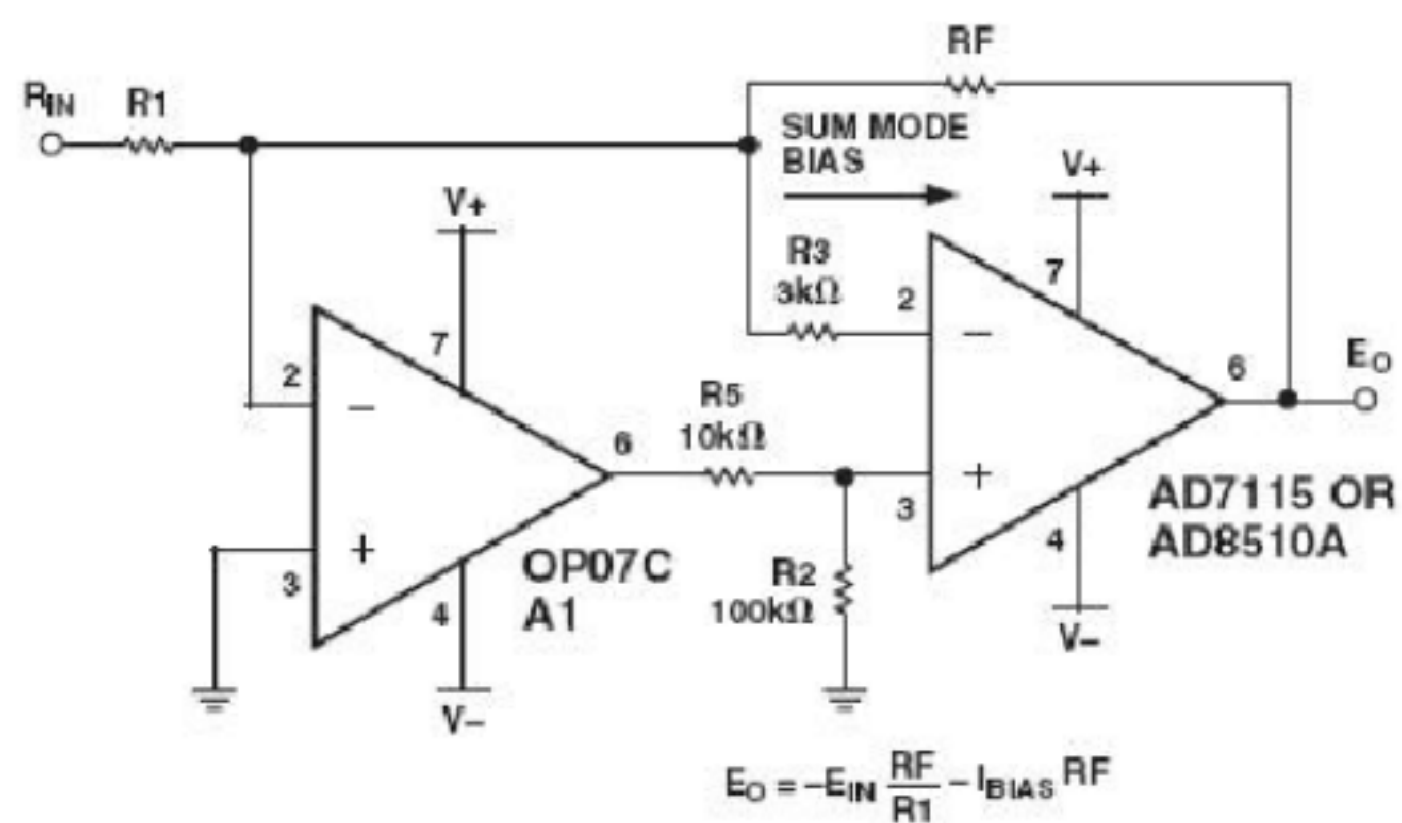 RF
RIN
R1
SUM MODE
BIAS
V+
V+
R3
3kΩ
7
2
−
6
EO
7
2
−
R5
10kΩ
6
+
3
AD7115 OR
AD8510A
4
+
3
OP07C
A1
4
R2
100kΩ
V−
V−
EO = −EIN RF/R1 − IBIAS RF